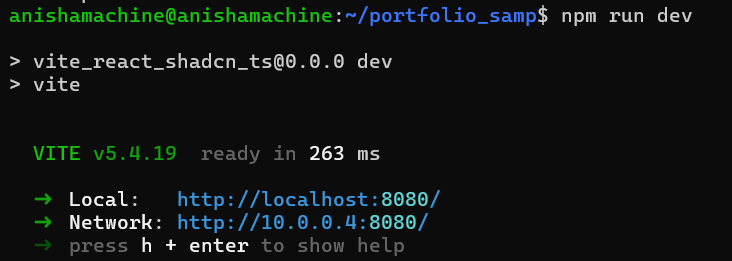 anishamachine@anishamachine:~/portfolio_samp$ npm run dev
> vite_react_shadcn_ts@0.0.0 dev
> vite
VITE v5.4.19 ready in 263 ms
➜ Local: http://localhost:8080/
➜ Network: http://10.0.0.4:8080/
➜ press h + enter to show help